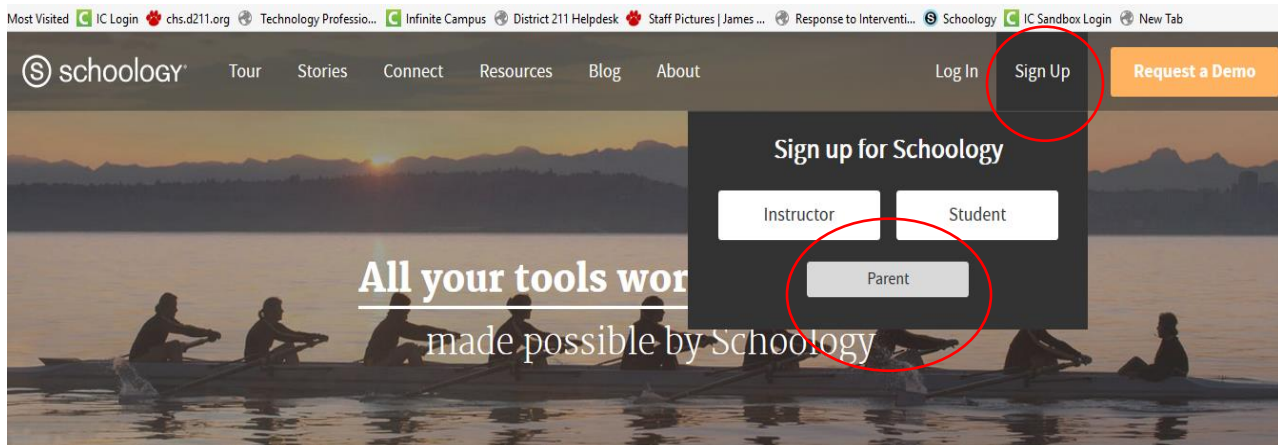 Most Visited IC Login chs.d211.org Technology Professio... Infinite Campus District 211 Helpdesk Staff Pictures | James ... Response to Interventi... Schoology IC Sandbox Login New Tab
schoology Tour Stories Connect Resources Blog About Log In Sign Up Request a Demo
Sign up for Schoology
Instructor Student
Parent
All your tools wor
made possible by Schoology